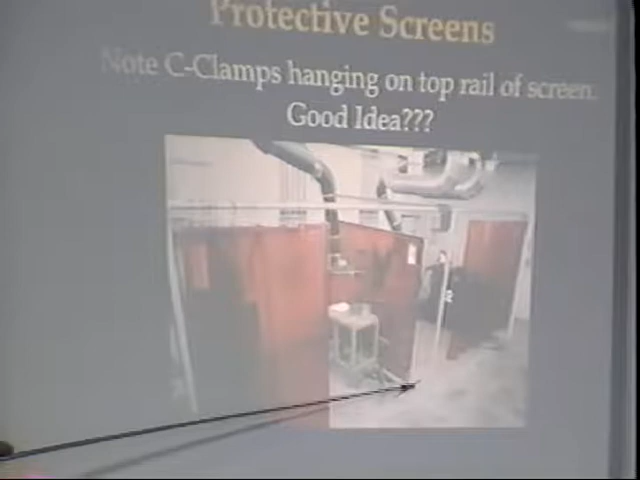 Protective Screens
Note C-Clamps hanging on top rail of screen.
Good Idea???